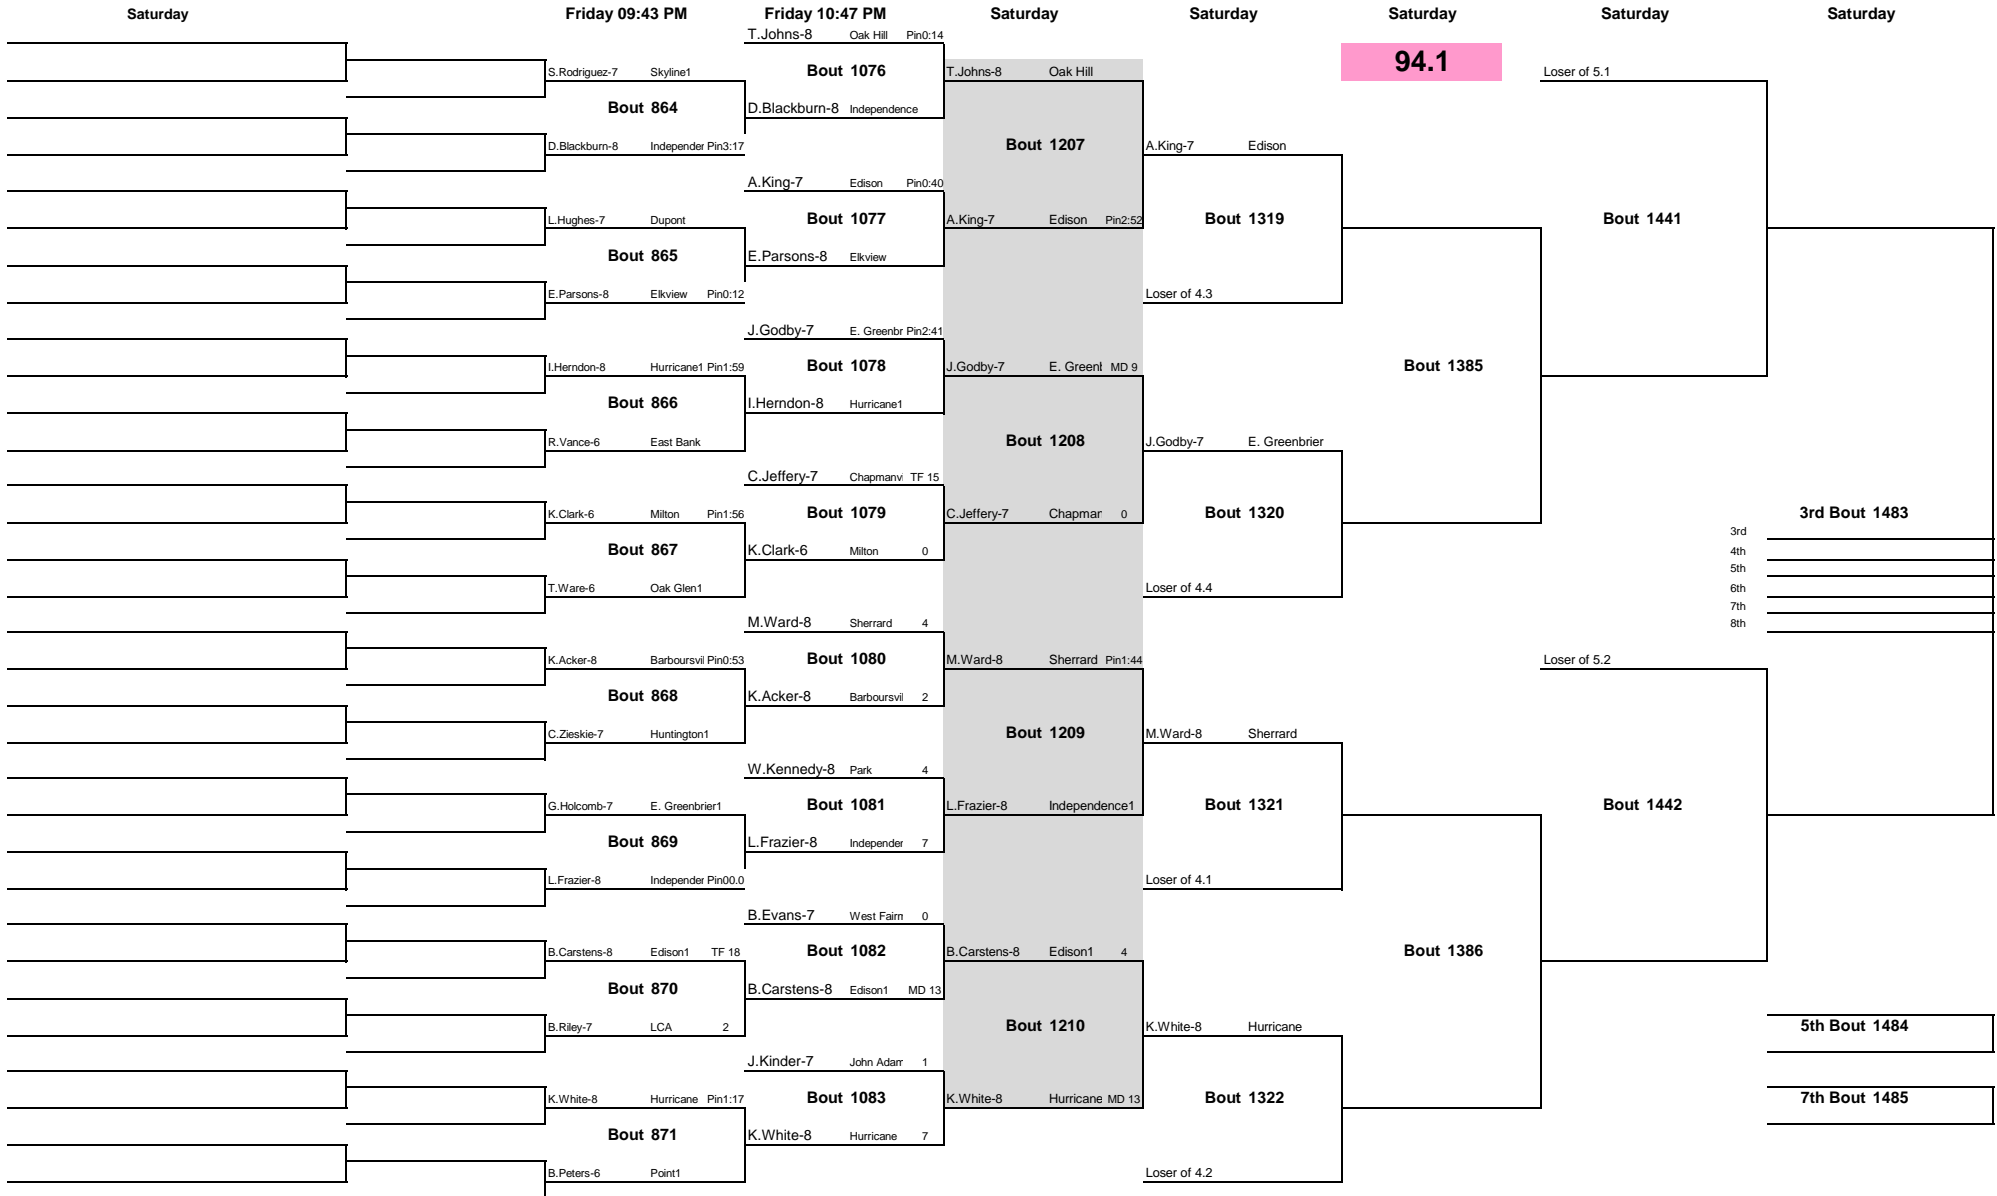 Saturday Friday 09:43 PM Friday 10:47 PM Saturday Saturday Saturday Saturday Saturday
T.Johns-8 Oak Hill Pin0:14
94.1
S.Rodriguez-7 Skyline1 Bout 1076 T.Johns-8 Oak Hill Loser of 5.1
Bout 864 D.Blackburn-8 Independence
D.Blackburn-8 Independer Pin3:17 Bout 1207 A.King-7 Edison
A.King-7 Edison Pin0:40
L.Hughes-7 Dupont Bout 1077 A.King-7 Edison Pin2:52 Bout 1319 Bout 1441
Bout 865 E.Parsons-8 Elkview
E.Parsons-8 Elkview Pin0:12 Loser of 4.3
J.Godby-7 E. Greenbr Pin2:41
I.Herndon-8 Hurricane1 Pin1:59 Bout 1078 J.Godby-7 E. Greenb MD 9 Bout 1385
Bout 866 I.Herndon-8 Hurricane1
R.Vance-6 East Bank Bout 1208 J.Godby-7 E. Greenbrier
C.Jeffery-7 Chapmanvi TF 15
K.Clark-6 Milton Pin1:56 Bout 1079 C.Jeffery-7 Chapmar 0 Bout 1320 3rd Bout 1483
3rd
Bout 867 K.Clark-6 Milton 0 4th
5th
T.Ware-6 Oak Glen1 Loser of 4.4 6th
7th
M.Ward-8 Sherrard 4 8th
K.Acker-8 Barboursvil Pin0:53 Bout 1080 M.Ward-8 Sherrard Pin1:44 Loser of 5.2
Bout 868 K.Acker-8 Barboursvil 2
C.Zieskie-7 Huntington1 Bout 1209 M.Ward-8 Sherrard
W.Kennedy-8 Park 4
G.Holcomb-7 E. Greenbrier1 Bout 1081 L.Frazier-8 Independence1 Bout 1321 Bout 1442
Bout 869 L.Frazier-8 Independer 7
L.Frazier-8 Independer Pin00.0 Loser of 4.1
B.Evans-7 West Fairn 0
B.Carstens-8 Edison1 TF 18 Bout 1082 B.Carstens-8 Edison1 4 Bout 1386
Bout 870 B.Carstens-8 Edison1 MD 13
B.Riley-7 LCA 2 Bout 1210 K.White-8 Hurricane 5th Bout 1484
J.Kinder-7 John Adam 1
K.White-8 Hurricane Pin1:17 Bout 1083 K.White-8 Hurricane MD 13 Bout 1322 7th Bout 1485
Bout 871 K.White-8 Hurricane 7
B.Peters-6 Point1 Loser of 4.2